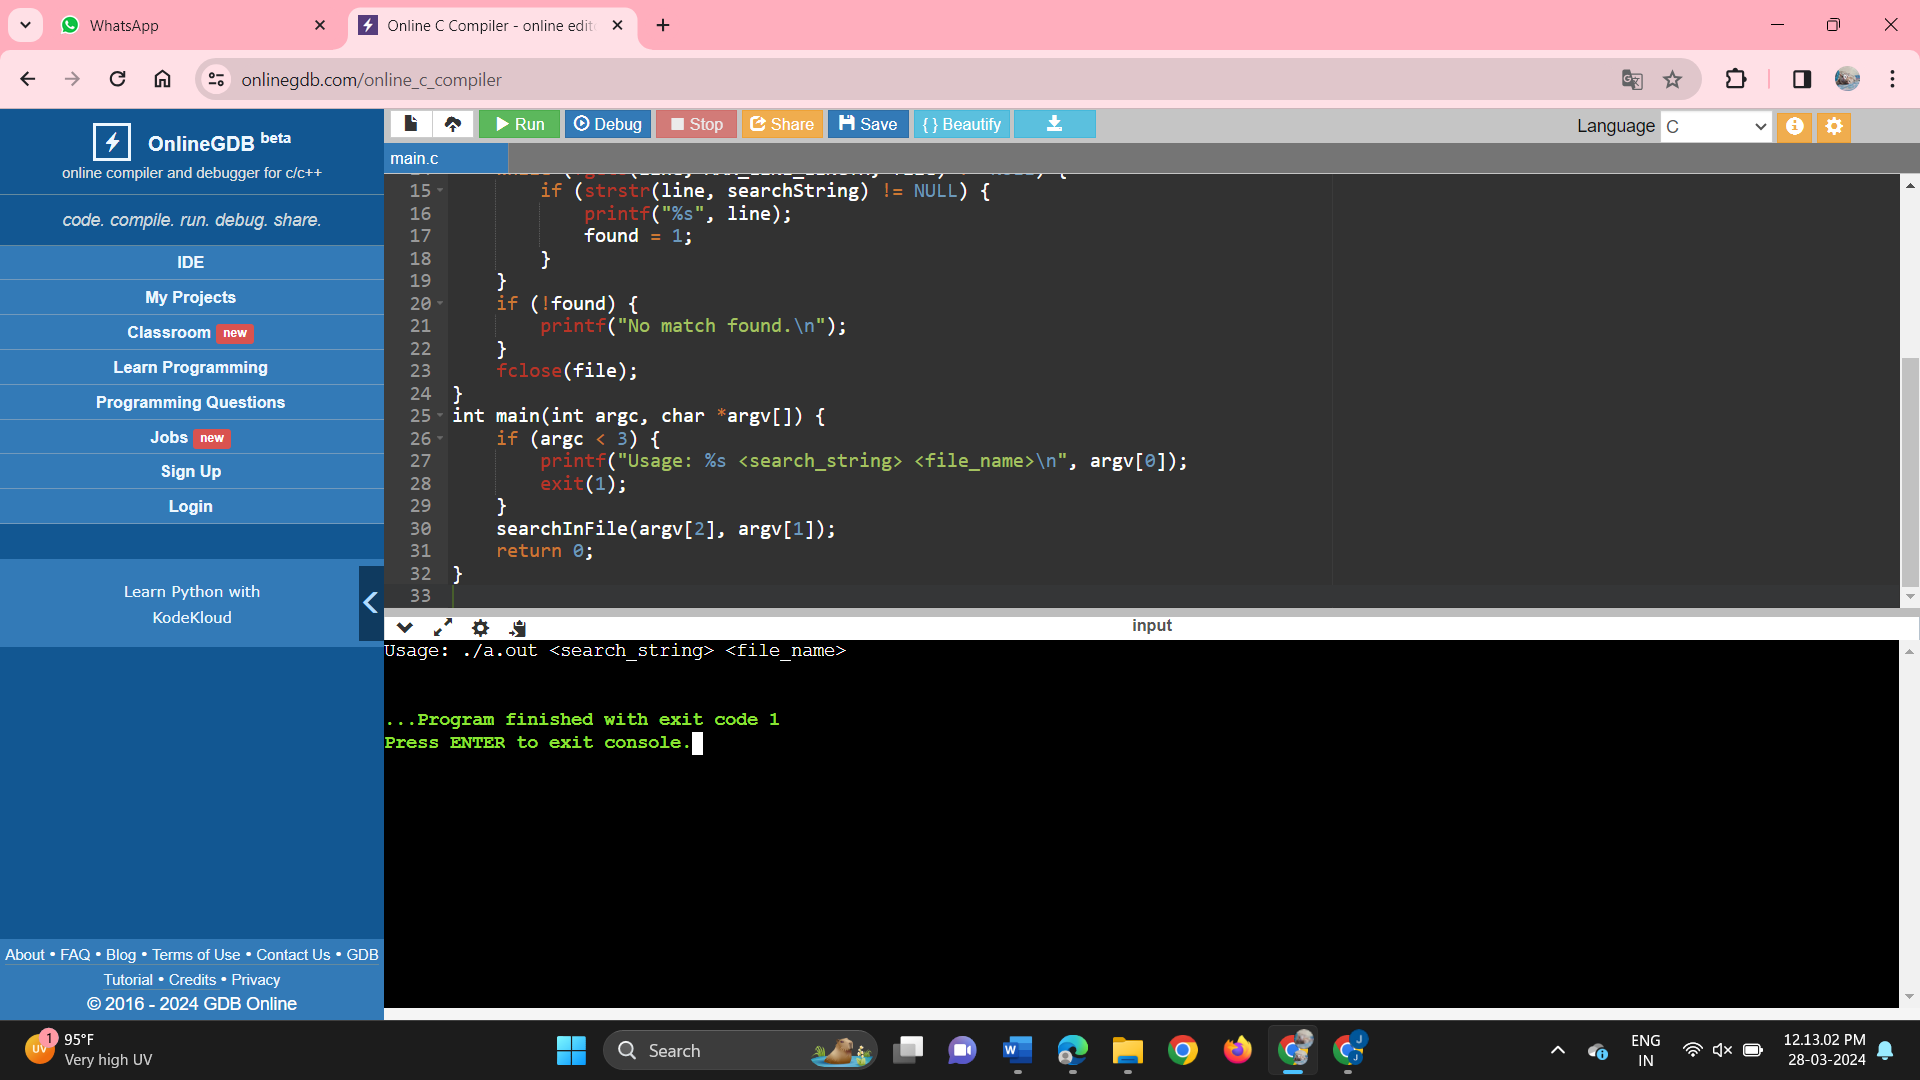 WhatsApp
Online C Compiler - online edit
onlinegdb.com/online_c_compiler
OnlineGDB beta
online compiler and debugger for c/c++
code. compile. run. debug. share.
IDE
My Projects
Classroom new
Learn Programming
Programming Questions
Jobs new
Sign Up
Login
Learn Python with
KodeKloud
About • FAQ • Blog • Terms of Use • Contact Us • GDB
Tutorial • Credits • Privacy
© 2016 - 2024 GDB Online
Run Debug Stop Share Save { } Beautify
Language C
main.c
15 if (strstr(line, searchString) != NULL) {
16 printf("%s", line);
17 found = 1;
18 }
19 }
20 if (!found) {
21 printf("No match found.\n");
22 }
23 fclose(file);
24 }
25 int main(int argc, char *argv[]) {
26 if (argc < 3) {
27 printf("Usage: %s <search_string> <file_name>\n", argv[0]);
28 exit(1);
29 }
30 searchInFile(argv[2], argv[1]);
31 return 0;
32 }
33
input
Usage: ./a.out <search_string> <file_name>
...Program finished with exit code 1
Press ENTER to exit console.
1
UV
95°F
Very high UV
Search
ENG
IN
12.13.02 PM
28-03-2024